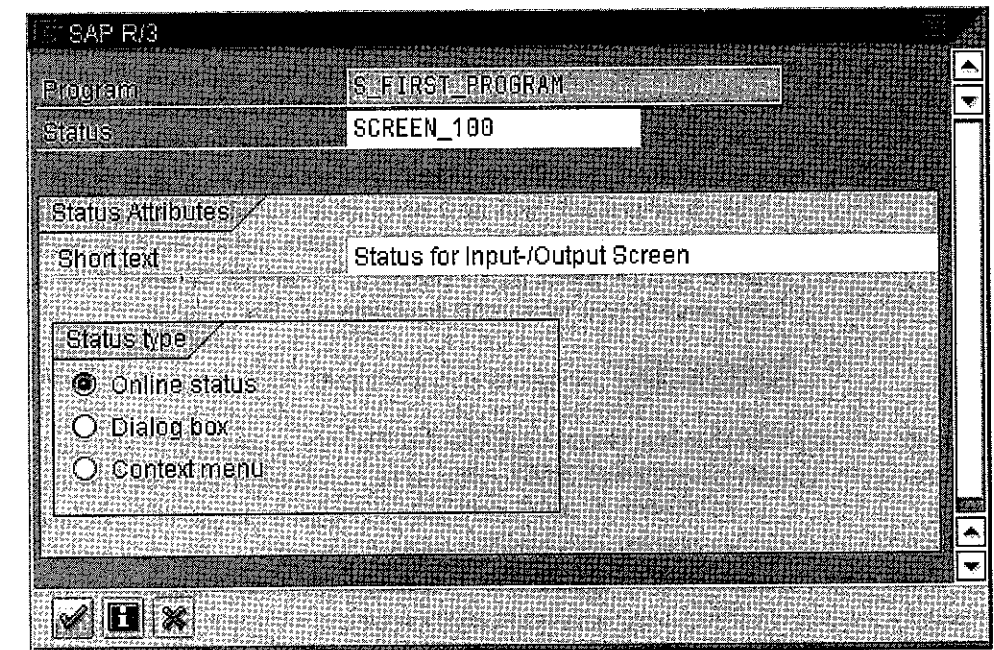 SAP R/3
Program S_FIRST_PROGRAM
Status SCREEN_100
Status Attributes
Short text Status for Input-/Output Screen
Status type
Online status
Dialog box
Context menu